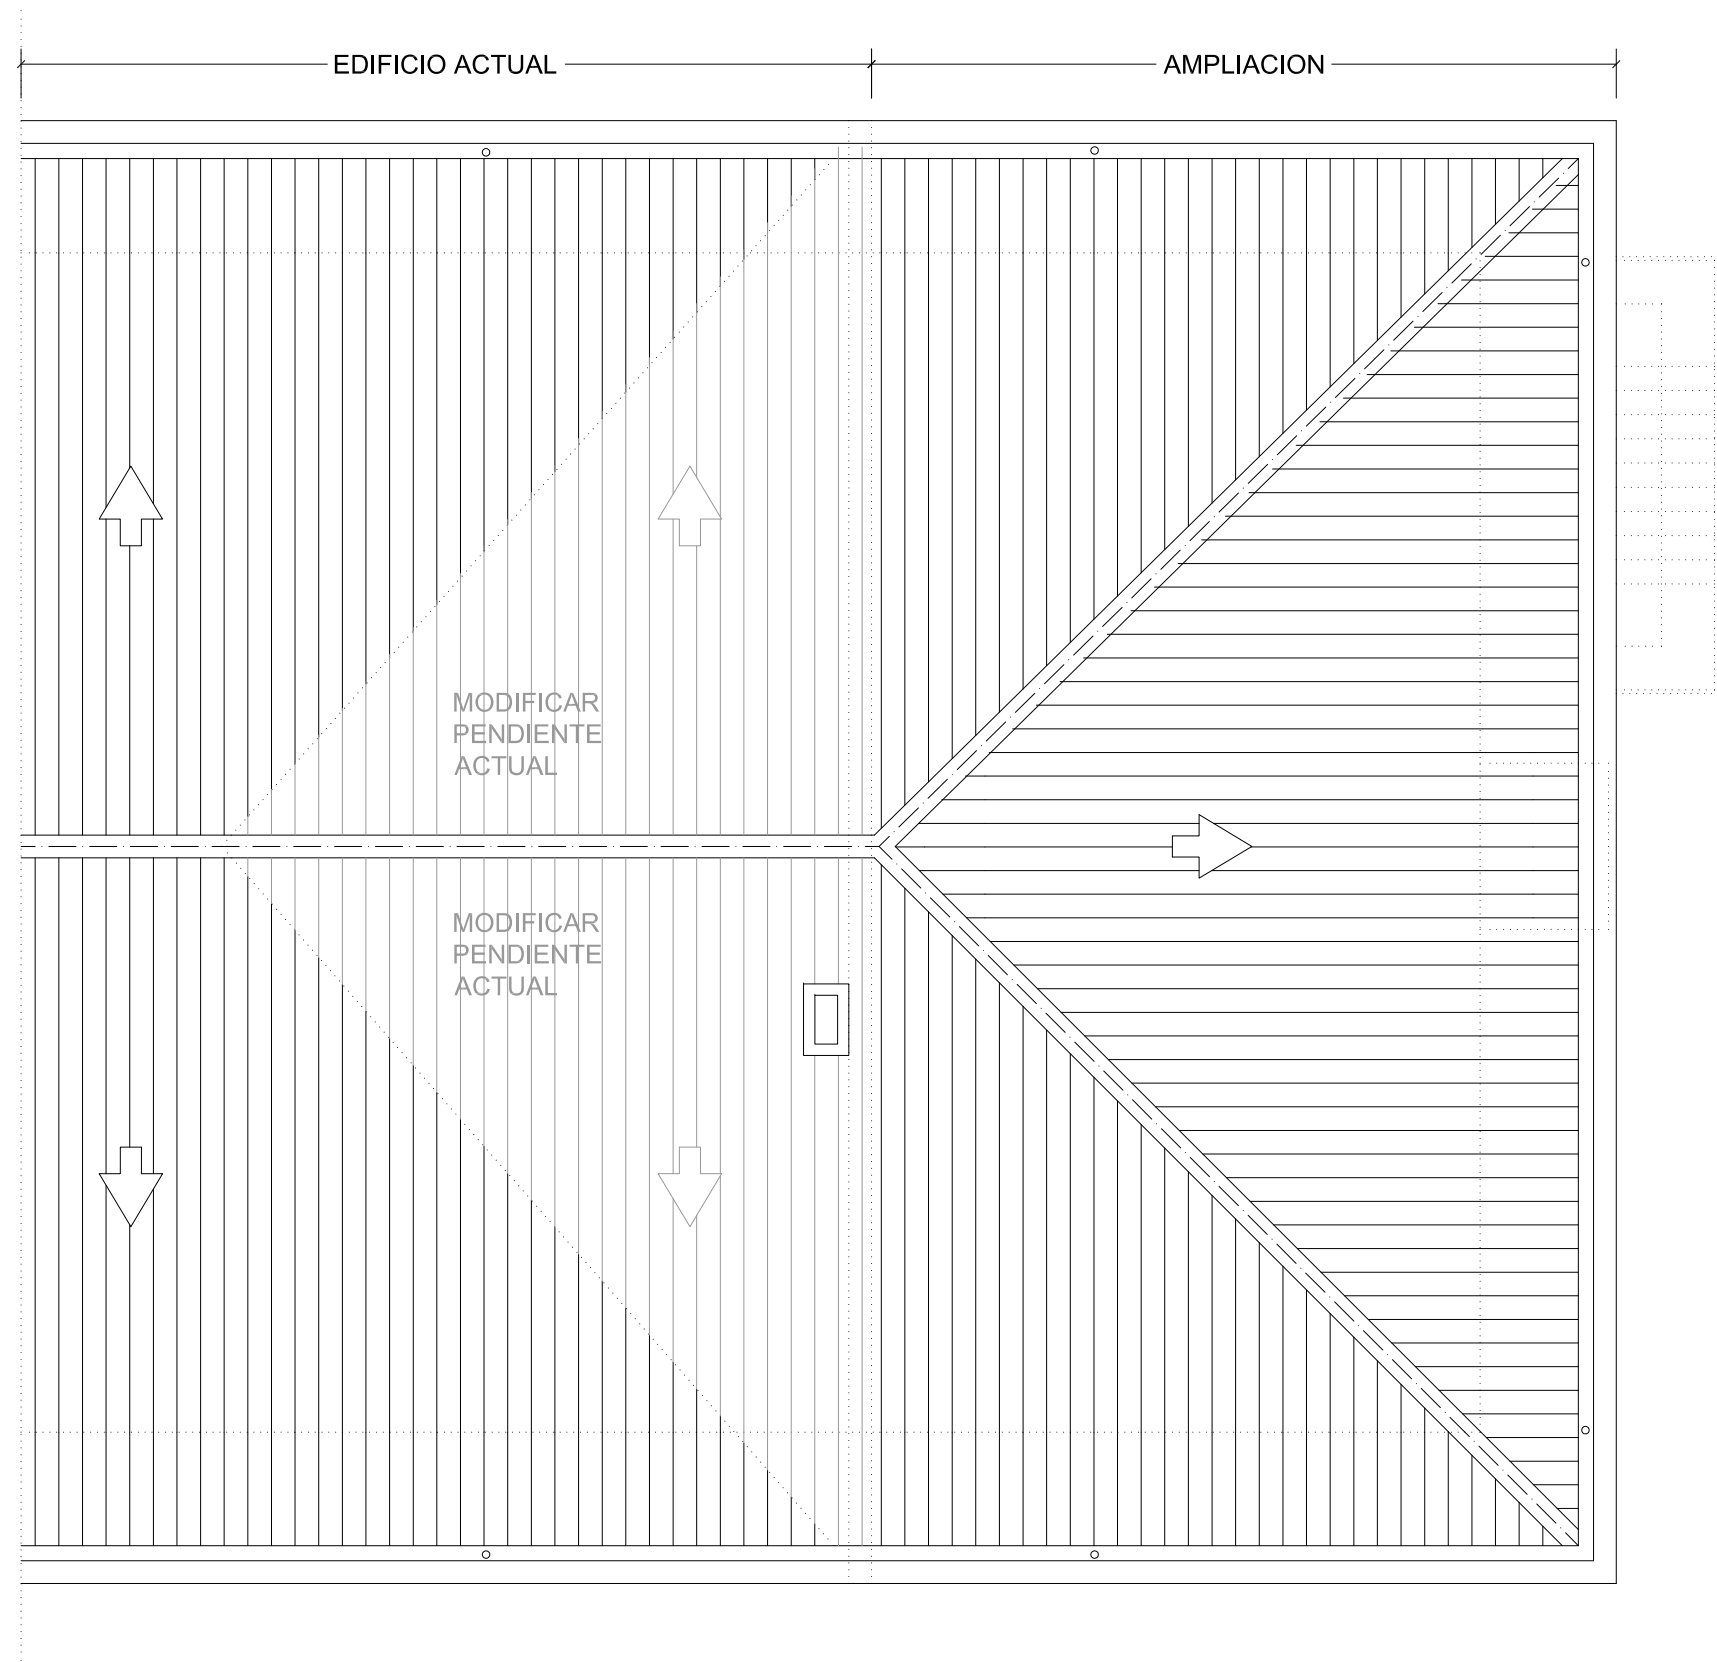 EDIFICIO ACTUAL
AMPLIACION
MODIFICAR
PENDIENTE
ACTUAL
MODIFICAR
PENDIENTE
ACTUAL